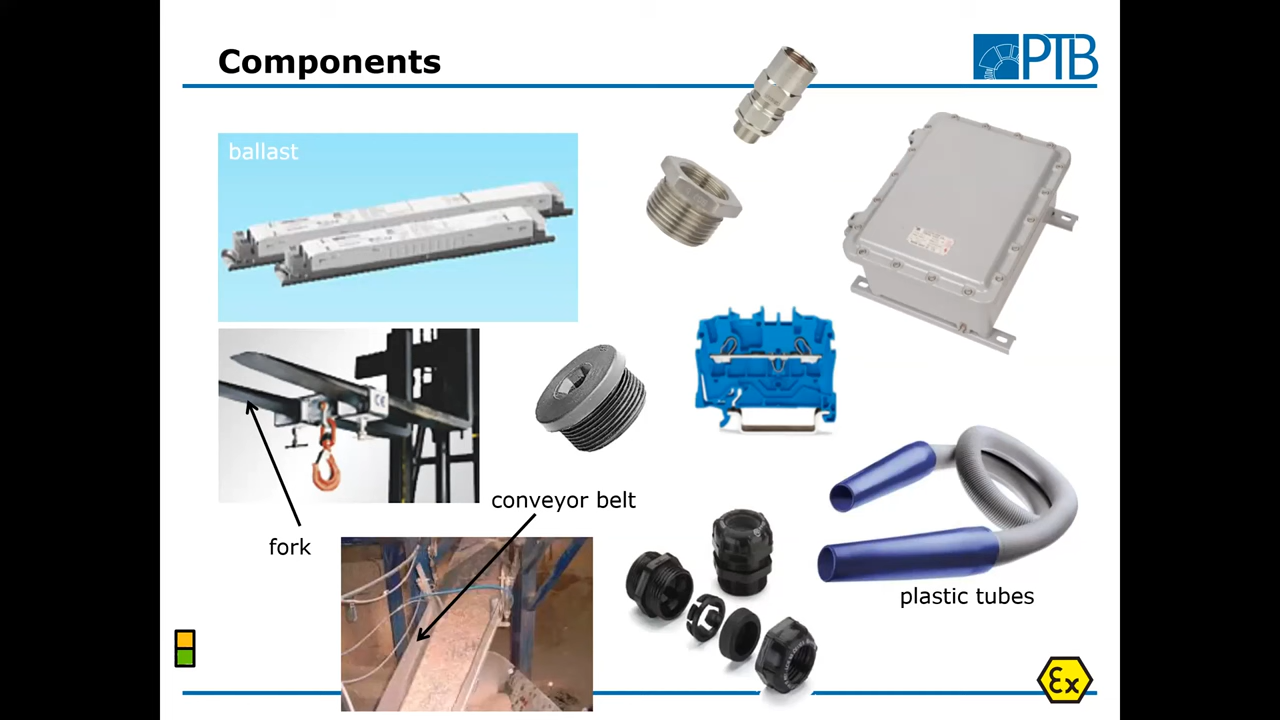 Components
PTB
ballast
conveyor belt
fork
plastic tubes
Ex